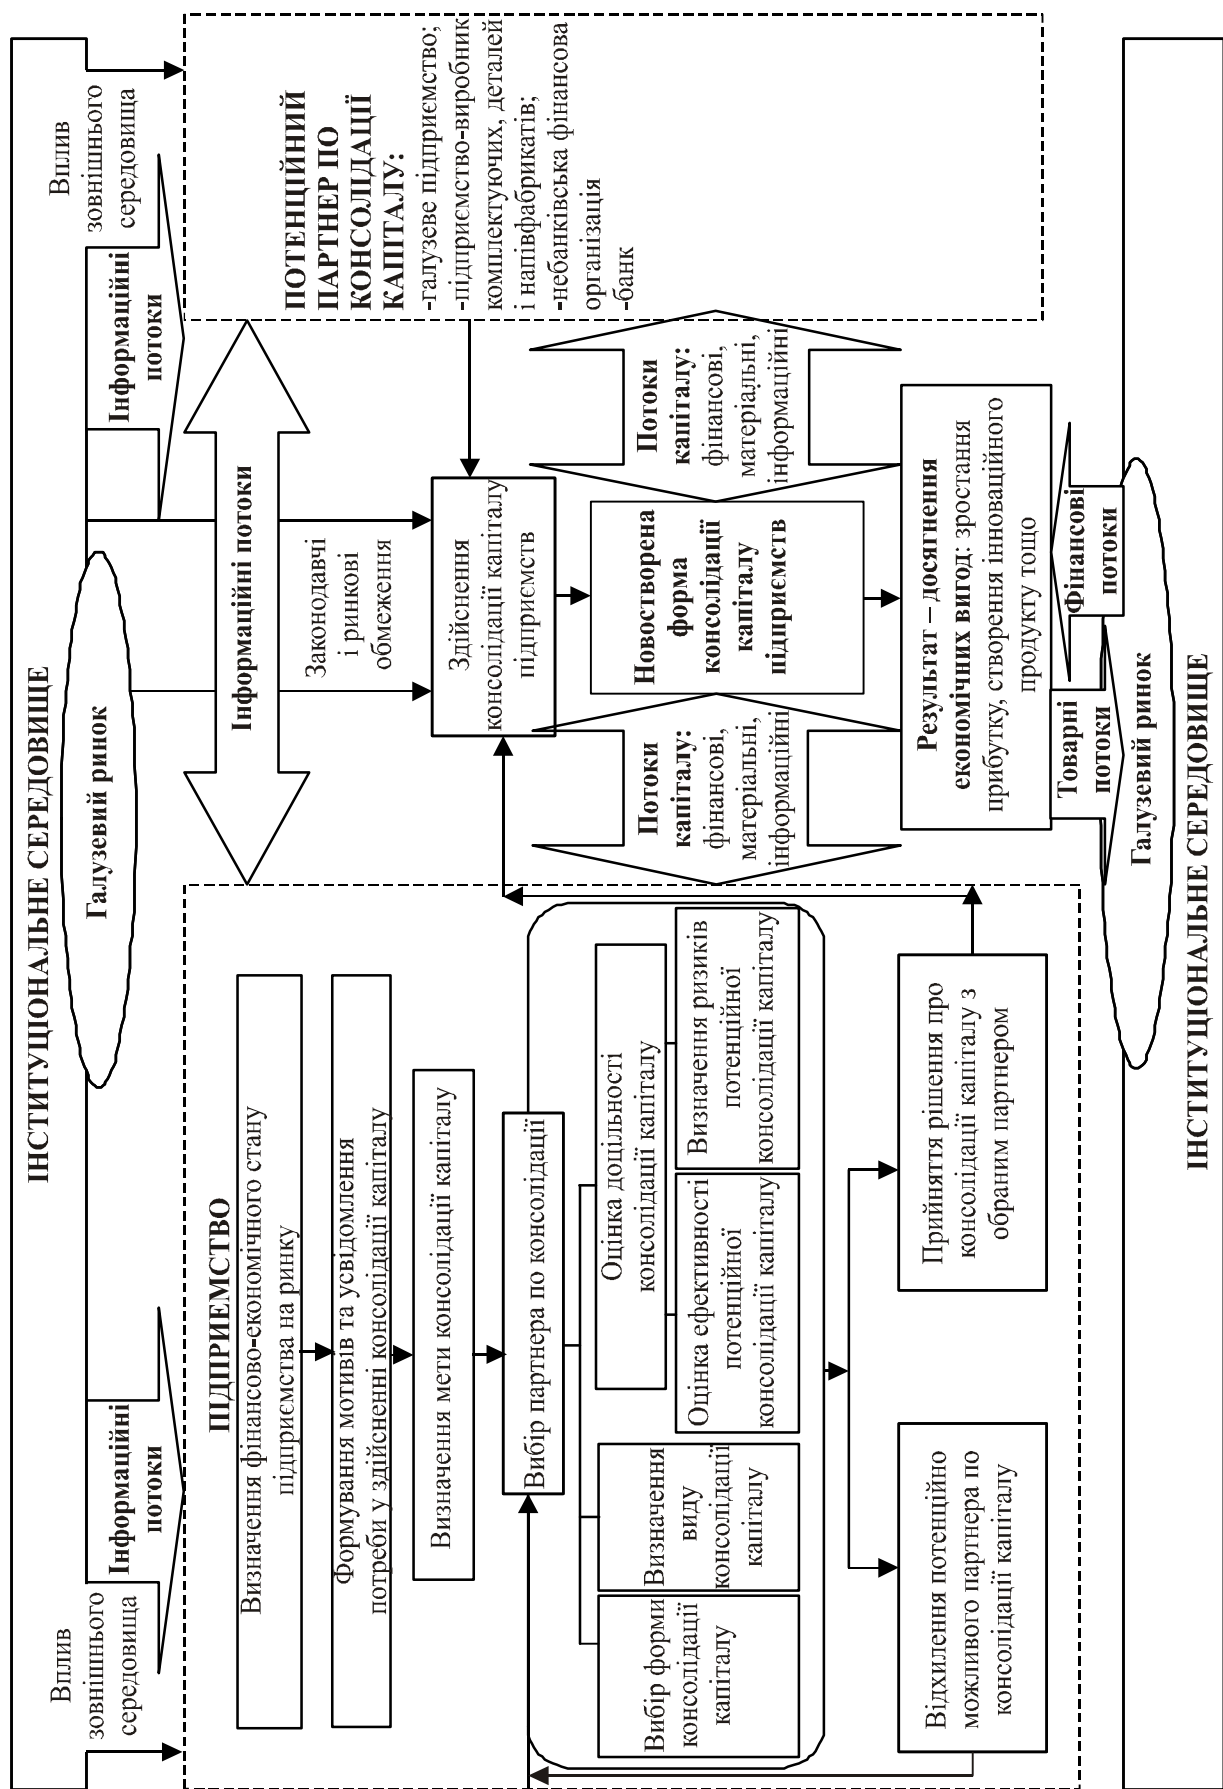 ІНСТИТУЦІОНАЛЬНЕ СЕРЕДОВИЩЕ
Галузевий ринок
Вплив
зовнішнього
середовища
Інформаційні
потоки
Вплив
зовнішнього
середовища
Інформаційні
потоки
ПІДПРИЄМСТВО
Визначення фінансово-економічного стану
підприємства на ринку
Формування мотивів та усвідомлення
потреби у здійсненні консолідації капіталу
Визначення мети консолідації капіталу
Вибір партнера по консолідації
Вибір форми
консолідації
капіталу
Визначення
виду
консолідації
капіталу
Оцінка доцільності
консолідації капіталу
Оцінка ефективності
потенційної
консолідації капіталу
Визначення ризиків
потенційної
консолідації капіталу
Відхилення потенційно
можливого партнера по
консолідації капіталу
Прийняття рішення про
консолідації капіталу з
обраним партнером
Інформаційні потоки
Законодавчі
і ринкові
обмеження
Здійснення
консолідації капіталу
підприємств
Потоки
капіталу:
фінансові,
матеріальні,
інформаційні
Новостворена
форма
консолідації
капіталу
підприємств
Потоки
капіталу:
фінансові,
матеріальні,
інформаційні
Результат – досягнення
економічних вигод: зростання
прибутку, створення інноваційного
продукту тощо
ПОТЕНЦІЙНИЙ
ПАРТНЕР ПО
КОНСОЛІДАЦІЇ
КАПІТАЛУ:
-галузеве підприємство;
-підприємство-виробник
комплектуючих, деталей
і напівфабрикатів;
-небанківська фінансова
організація
-банк
Товарні
потоки
Фінансові
потоки
Галузевий ринок
ІНСТИТУЦІОНАЛЬНЕ СЕРЕДОВИЩЕ